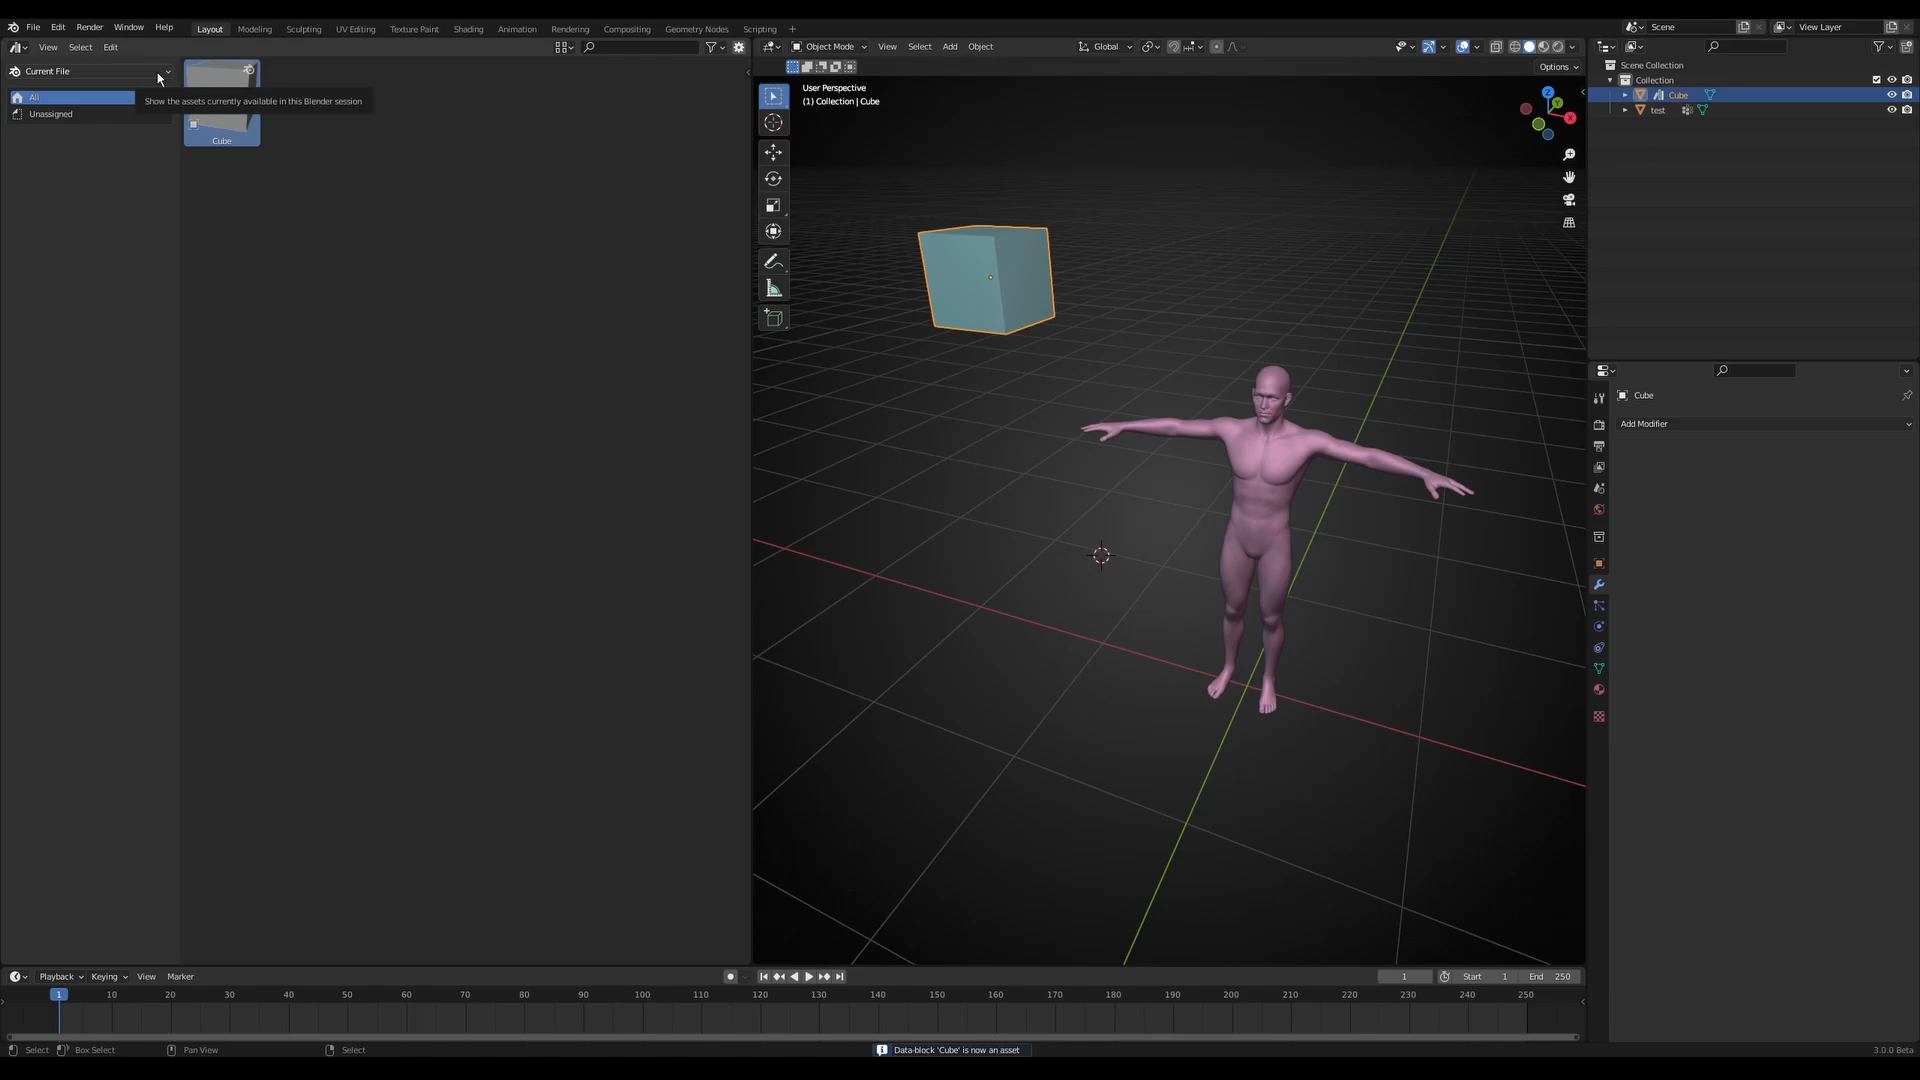 File Edit Render Window Help Layout Modeling Sculpting UV Editing Texture Paint Shading Animation Rendering Compositing Geometry Nodes Scripting + Scene View Layer
View Select Edit Object Mode View Select Add Object Global
Current File Options
All
Show the assets currently available in this Blender session
Unassigned
Cube
User Perspective
(1) Collection | Cube
Z
Y
X
Scene Collection
Collection
Cube
test
Cube
Add Modifier
Playback Keying View Marker 1 Start 1 End 250
1 10 20 30 40 50 60 70 80 90 100 110 120 130 140 150 160 170 180 190 200 210 220 230 240 250
Select Box Select Pan View Select Data-block 'Cube' is now an asset 3.0.0 Beta